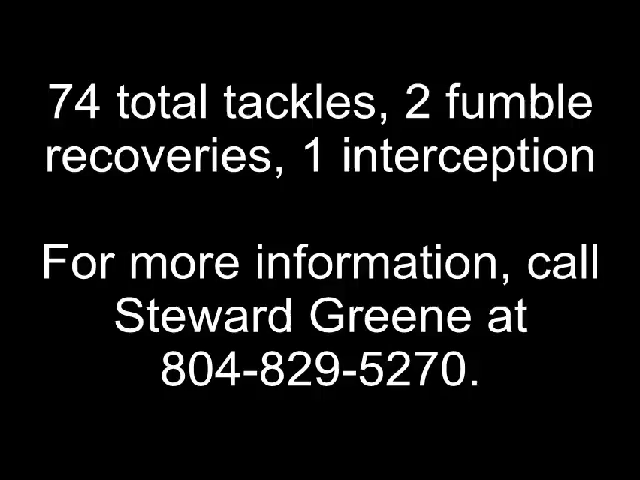 74 total tackles, 2 fumble
recoveries, 1 interception
For more information, call
Steward Greene at
804-829-5270.